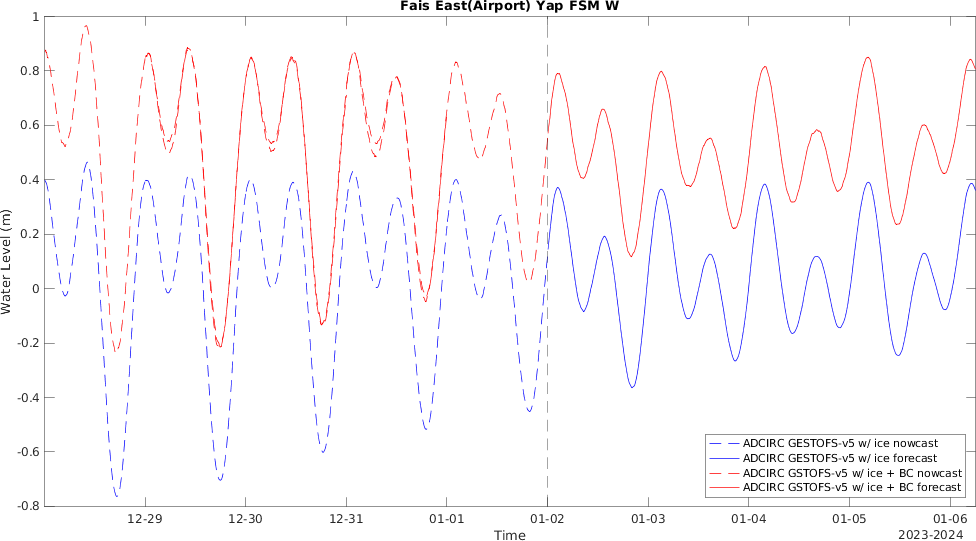 Fais East(Airport) Yap FSM W
1
0.8
0.6
0.4
0.2
0
-0.2
-0.4
-0.6
-0.8
Water Level (m)
ADCIRC GESTOFS-v5 w/ ice nowcast
ADCIRC GESTOFS-v5 w/ ice forecast
ADCIRC GSTOFS-v5 w/ ice + BC nowcast
ADCIRC GSTOFS-v5 w/ ice + BC forecast
12-29 12-30 12-31 01-01 01-02 01-03 01-04 01-05 01-06
Time
2023-2024